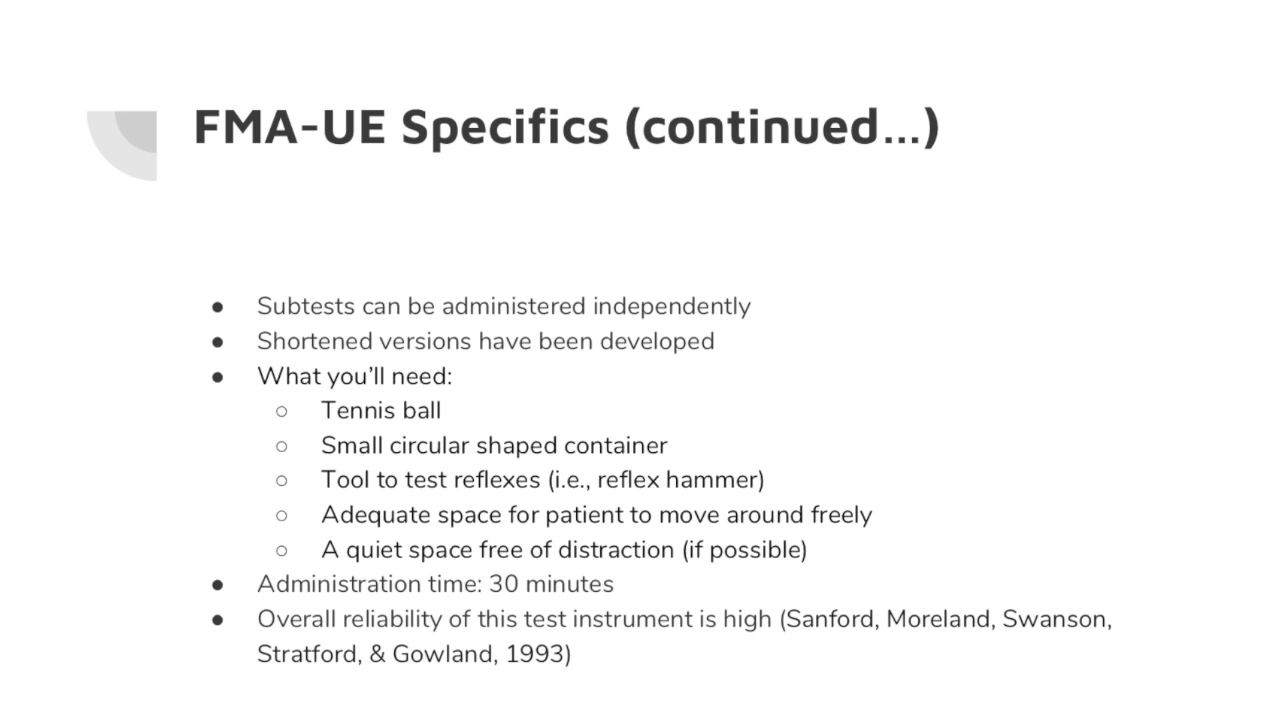 FMA-UE Specifics (continued...)
● Subtests can be administered independently
● Shortened versions have been developed
● What you’ll need:
○ Tennis ball
○ Small circular shaped container
○ Tool to test reflexes (i.e., reflex hammer)
○ Adequate space for patient to move around freely
○ A quiet space free of distraction (if possible)
● Administration time: 30 minutes
● Overall reliability of this test instrument is high (Sanford, Moreland, Swanson,
Stratford, & Gowland, 1993)